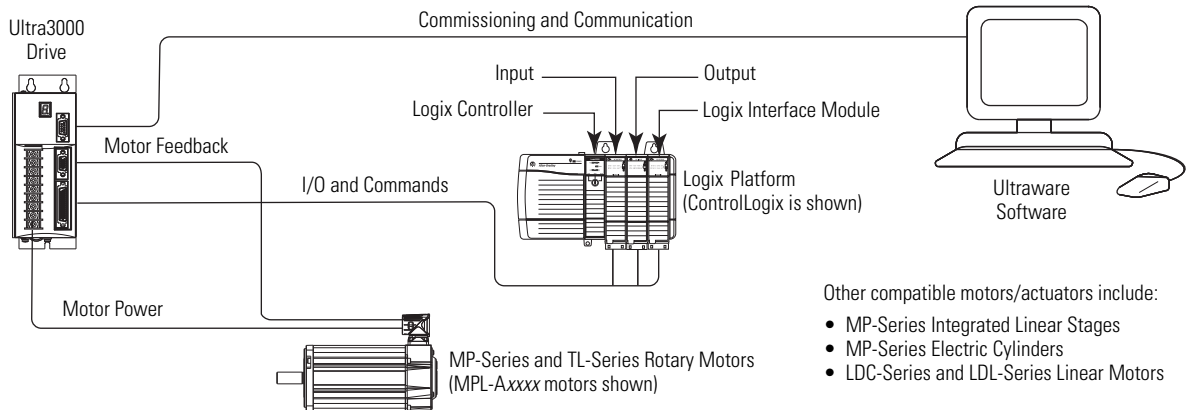 Commissioning and Communication
Ultra3000
Drive
Input
Output
Logix Controller
Logix Interface Module
Motor Feedback
I/O and Commands
Logix Platform
(ControlLogix is shown)
Ultraware
Software
Motor Power
MP-Series and TL-Series Rotary Motors
(MPL-Axxxx motors shown)
Other compatible motors/actuators include:
• MP-Series Integrated Linear Stages
• MP-Series Electric Cylinders
• LDC-Series and LDL-Series Linear Motors